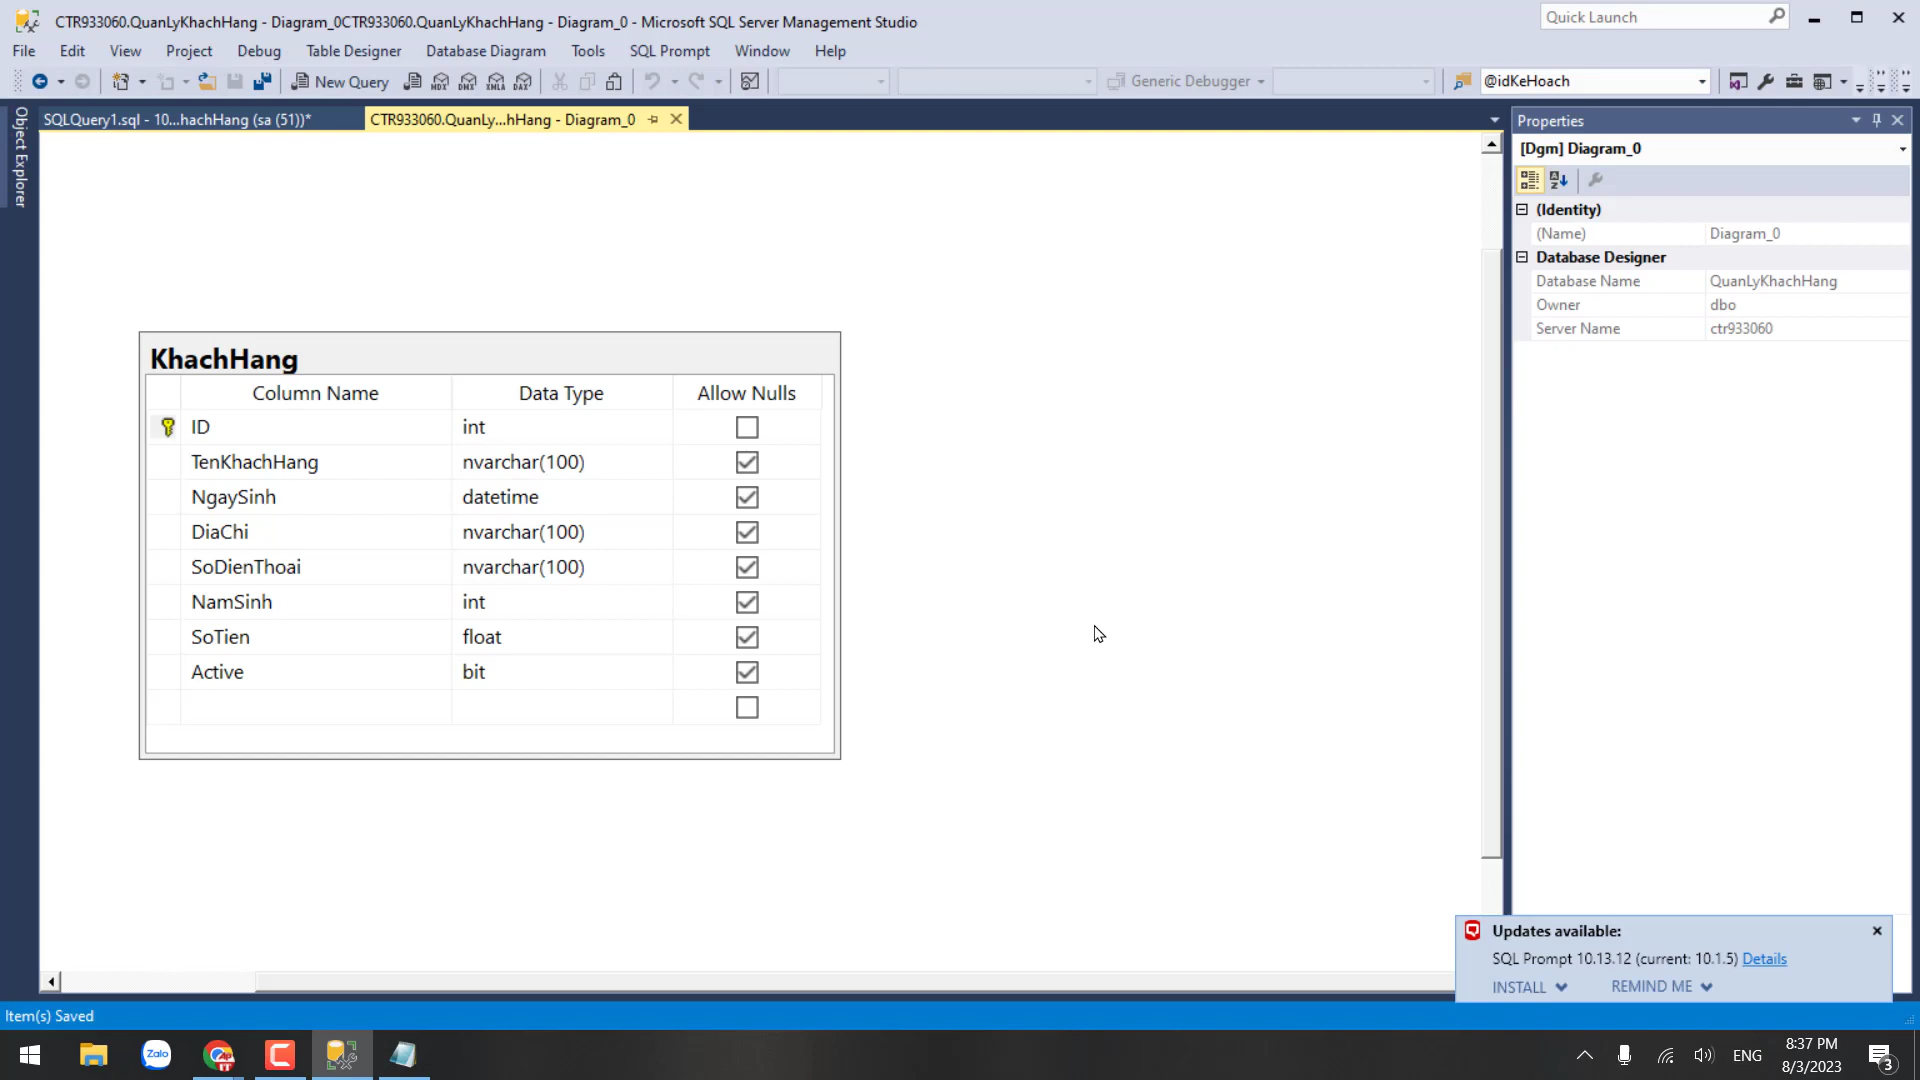 CTR933060.QuanLyKhachHang - Diagram_0CTR933060.QuanLyKhachHang - Diagram_0 - Microsoft SQL Server Management Studio
Quick Launch
File Edit View Project Debug Table Designer Database Diagram Tools SQL Prompt Window Help
New Query MDX DMX XMLA DAX Generic Debugger @idKeHoach
SQLQuery1.sql - 10...hachHang (sa (51))* CTR933060.QuanLy...hHang - Diagram_0
Object Explorer
KhachHang
Column Name Data Type Allow Nulls
ID int
TenKhachHang nvarchar(100)
NgaySinh datetime
DiaChi nvarchar(100)
SoDienThoai nvarchar(100)
NamSinh int
SoTien float
Active bit
Properties
[Dgm] Diagram_0
(Identity)
(Name) Diagram_0
Database Designer
Database Name QuanLyKhachHang
Owner dbo
Server Name ctr933060
Updates available:
SQL Prompt 10.13.12 (current: 10.1.5) Details
INSTALL REMIND ME
Item(s) Saved
Zalo
ENG
8:37 PM
8/3/2023
3